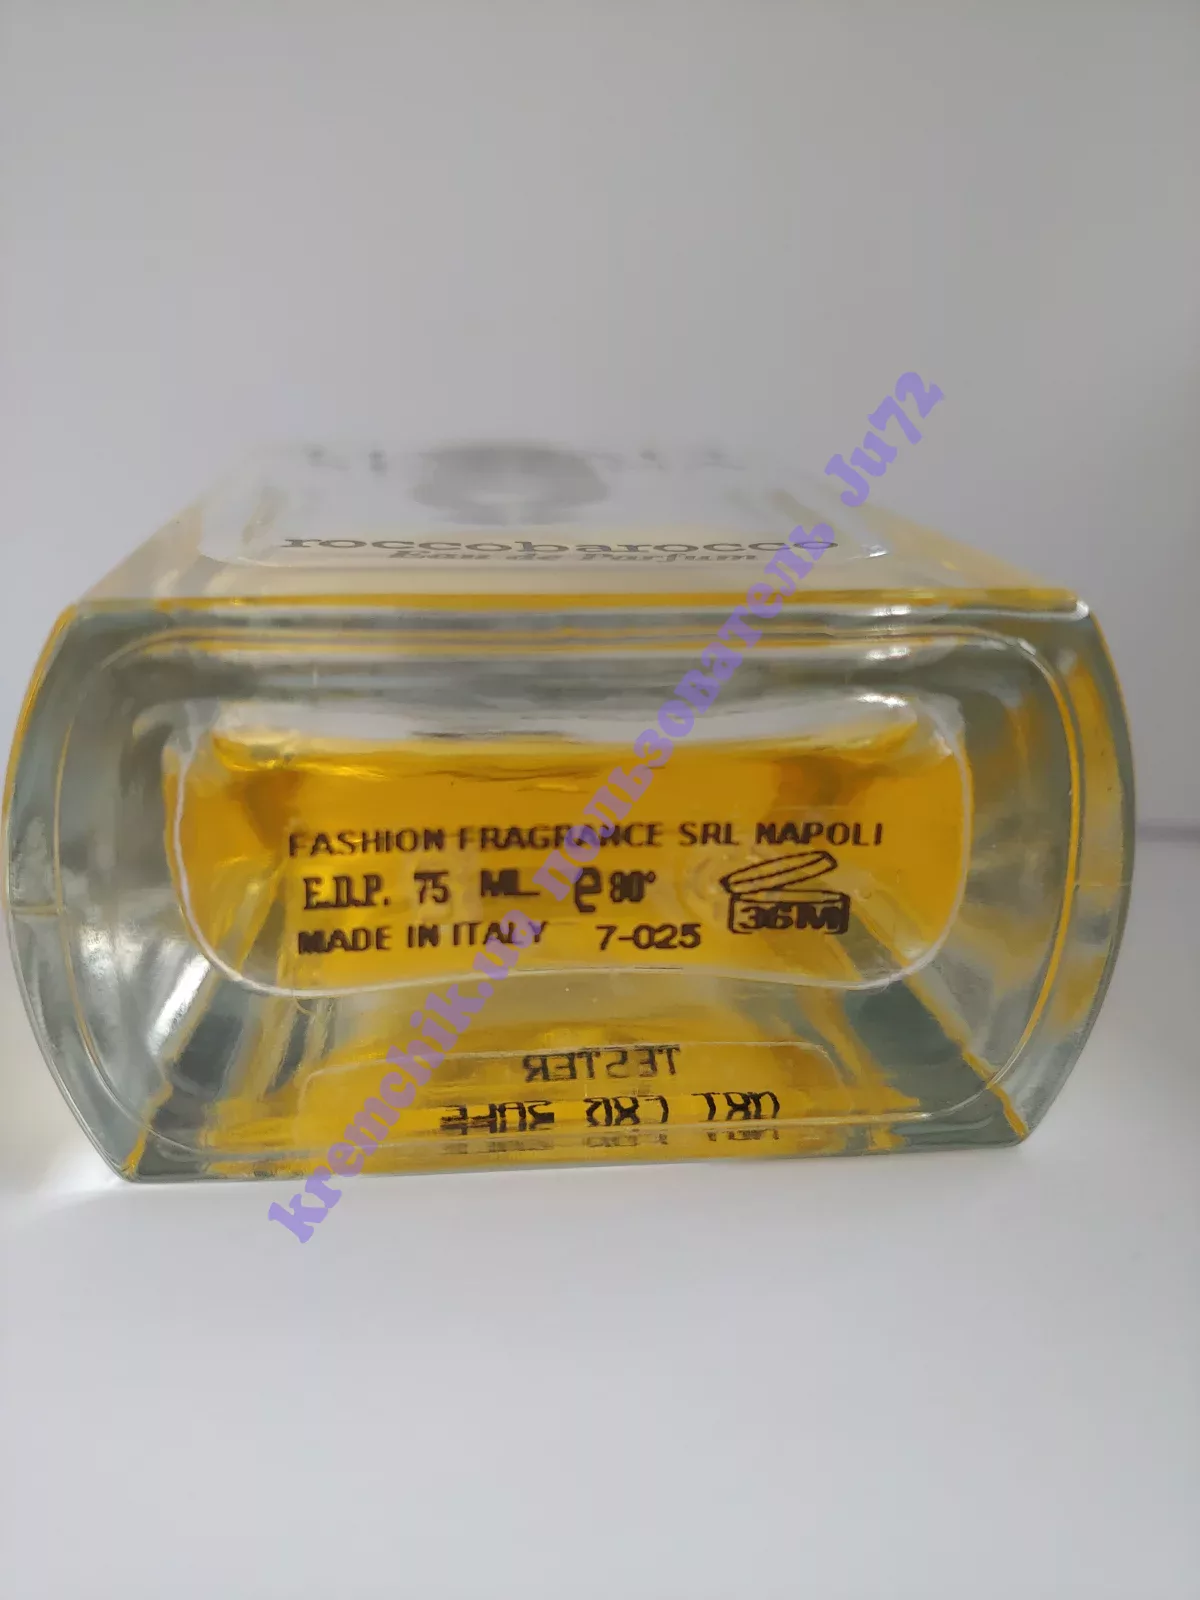 roccobarocco
Eau de Parfum
FASHION FRAGRANCE SRL NAPOLI
E.D.P. 75 ML e 80°
MADE IN ITALY 7-025
36M
TESTER
kremchik.ua пользователь Ju72